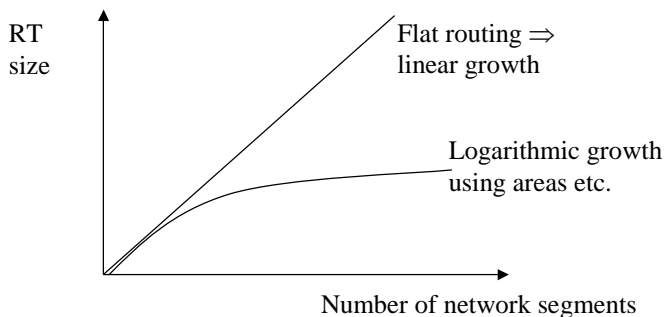 RT
size
Flat routing ⇒
linear growth
Logarithmic growth
using areas etc.
Number of network segments